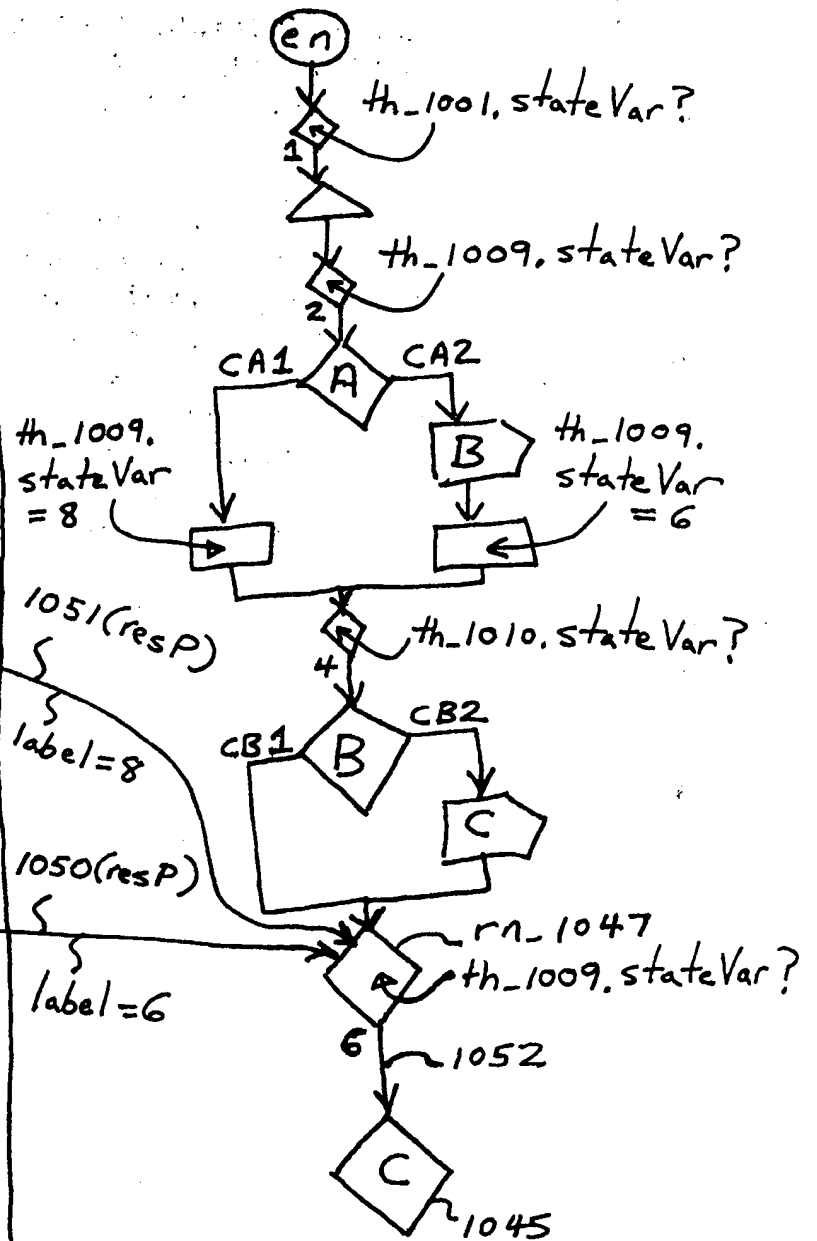 en
th_1001.stateVar?
1
th_1009.stateVar?
2
CA1
A
CA2
th_1009.
stateVar
= 8
B
th_1009.
stateVar
= 6
1051(resP)
label=8
th_1010.stateVar?
4
CB1
B
CB2
C
1050(resP)
label=6
rn_1047
th_1009.stateVar?
6
1052
C
1045